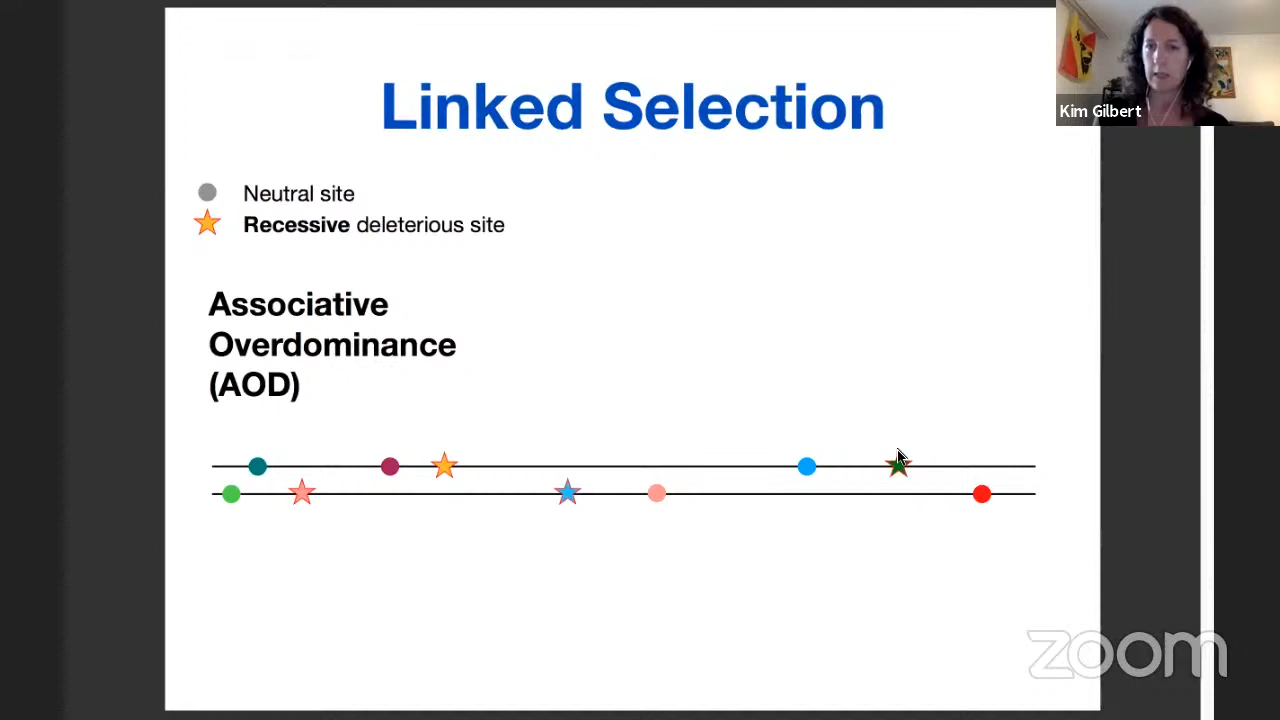 Linked Selection
Kim Gilbert
Neutral site
Recessive deleterious site
Associative
Overdominance
(AOD)
zoom